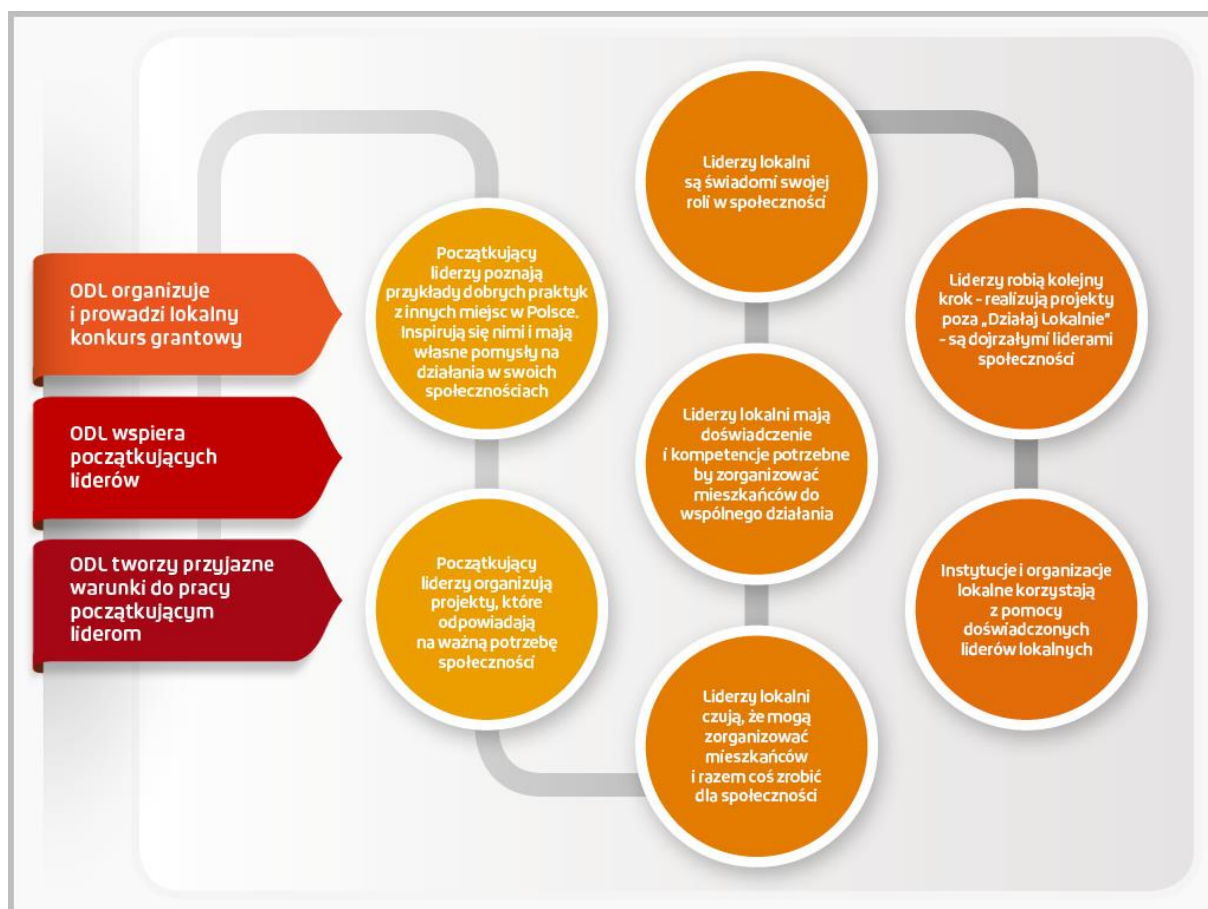 ODL organizuje
i prowadzi lokalny
konkurs grantowy
ODL wspiera
początkujących
liderów
ODL tworzy przyjazne
warunki do pracy
początkującym
liderom
Początkujący
liderzy poznają
przykłady dobrych praktyk
z innych miejsc w Polsce.
Inspirują się nimi i mają
własne pomysły na
działania w swoich
społecznościach
Początkujący
liderzy organizują
projekty, które
odpowiadają
na ważną potrzebę
społeczności
Liderzy lokalni
są świadomi swojej
roli w społeczności
Liderzy lokalni mają
doświadczenie
i kompetencje potrzebne
by zorganizować
mieszkańców do
wspólnego działania
Liderzy lokalni
czują, że mogą
zorganizować
mieszkańców
i razem coś zrobić
dla społeczności
Liderzy robią kolejny
krok - realizują projekty
poza „Działaj Lokalnie”
- są dojrzałymi liderami
społeczności
Instytucje i organizacje
lokalne korzystają
z pomocy
doświadczonych
liderów lokalnych